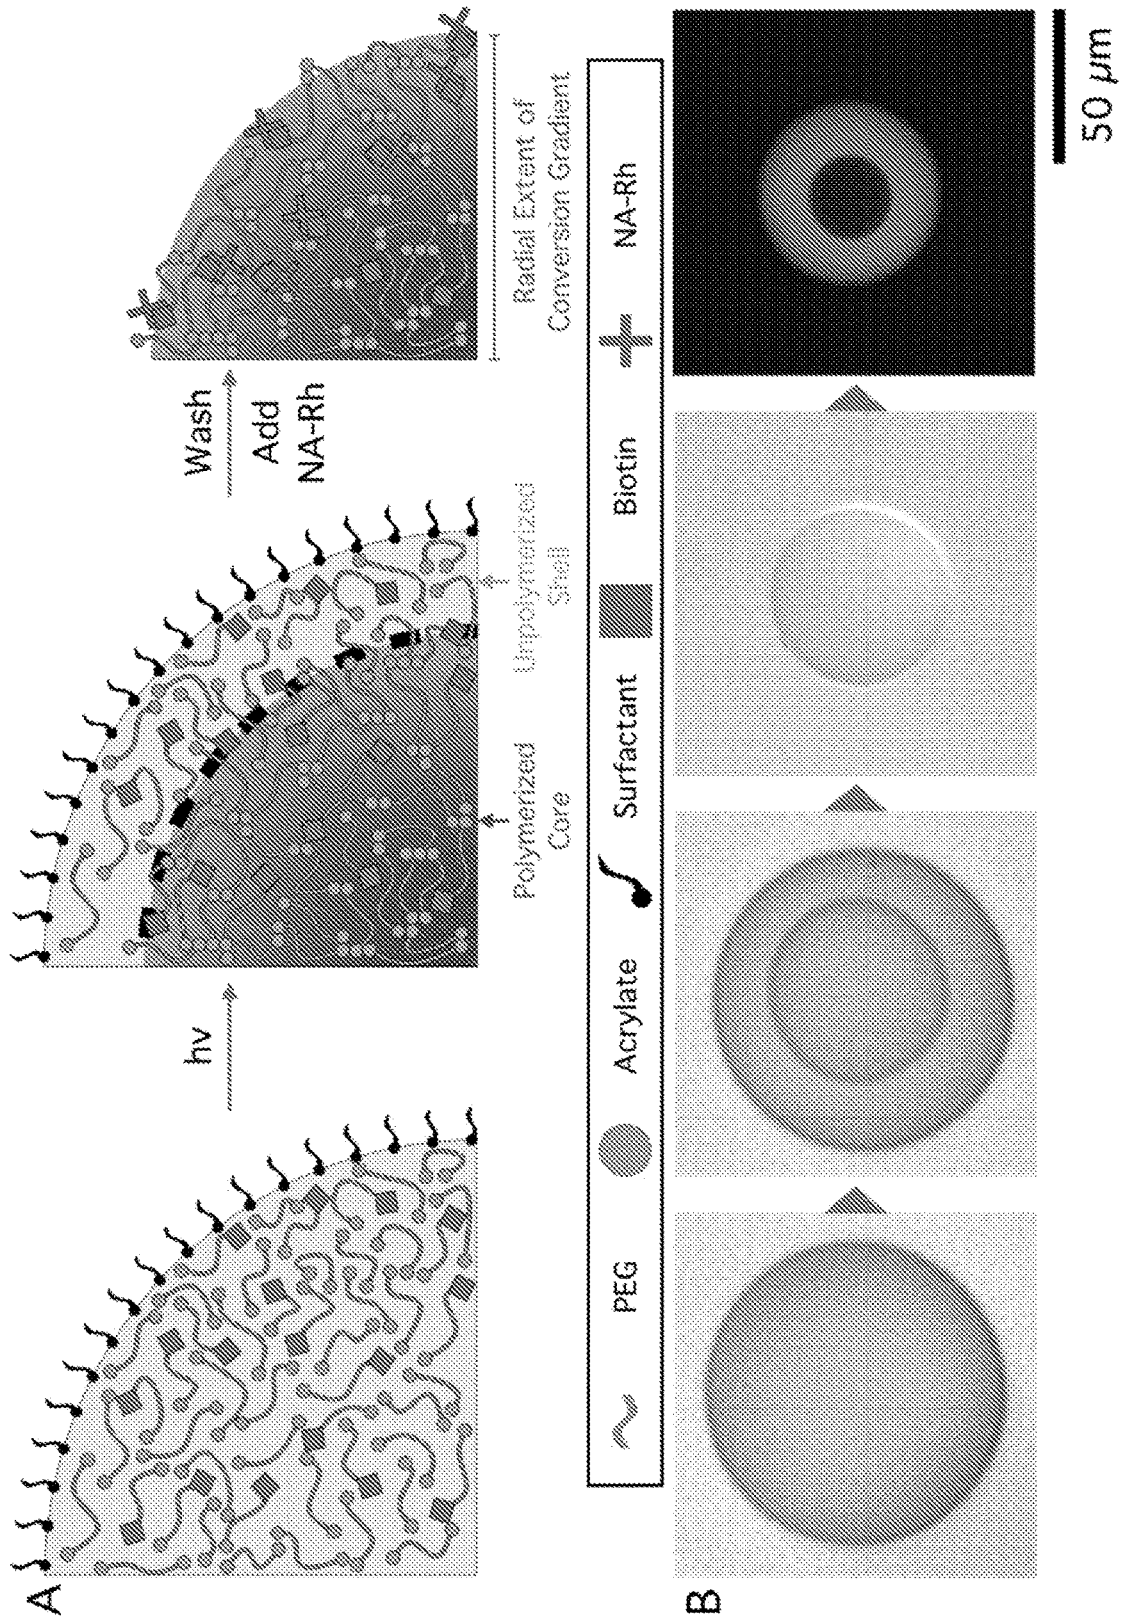 A
hv
Wash
Add
NA-Rh
Polymerized
Core
Unpolymerized
Shell
Radial Extent of
Conversion Gradient
PEG
Acrylate
Surfactant
Biotin
NA-Rh
B
50 µm